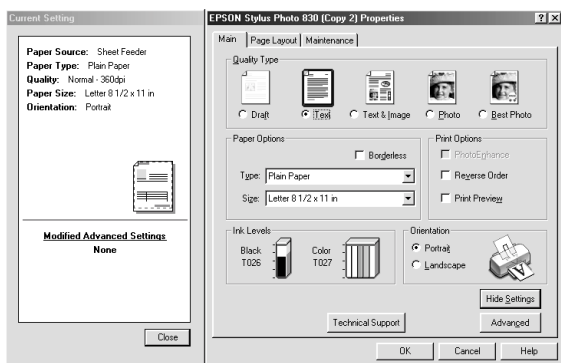 Current Setting
Paper Source: Sheet Feeder
Paper Type: Plain Paper
Quality: Normal - 360dpi
Paper Size: Letter 8 1/2 x 11 in
Orientation: Portrait
Modified Advanced Settings
None
Close
EPSON Stylus Photo 830 (Copy 2) Properties
Main Page Layout Maintenance
Quality Type
Draft Text Text & Image Photo Best Photo
Paper Options
Borderless
Type: Plain Paper
Size: Letter 8 1/2 x 11 in
Print Options
PhotoEnhance
Reverse Order
Print Preview
Ink Levels
Black
T026
Color
T027
Orientation
Portrait
Landscape
Hide Settings
Technical Support Advanced
OK Cancel Help